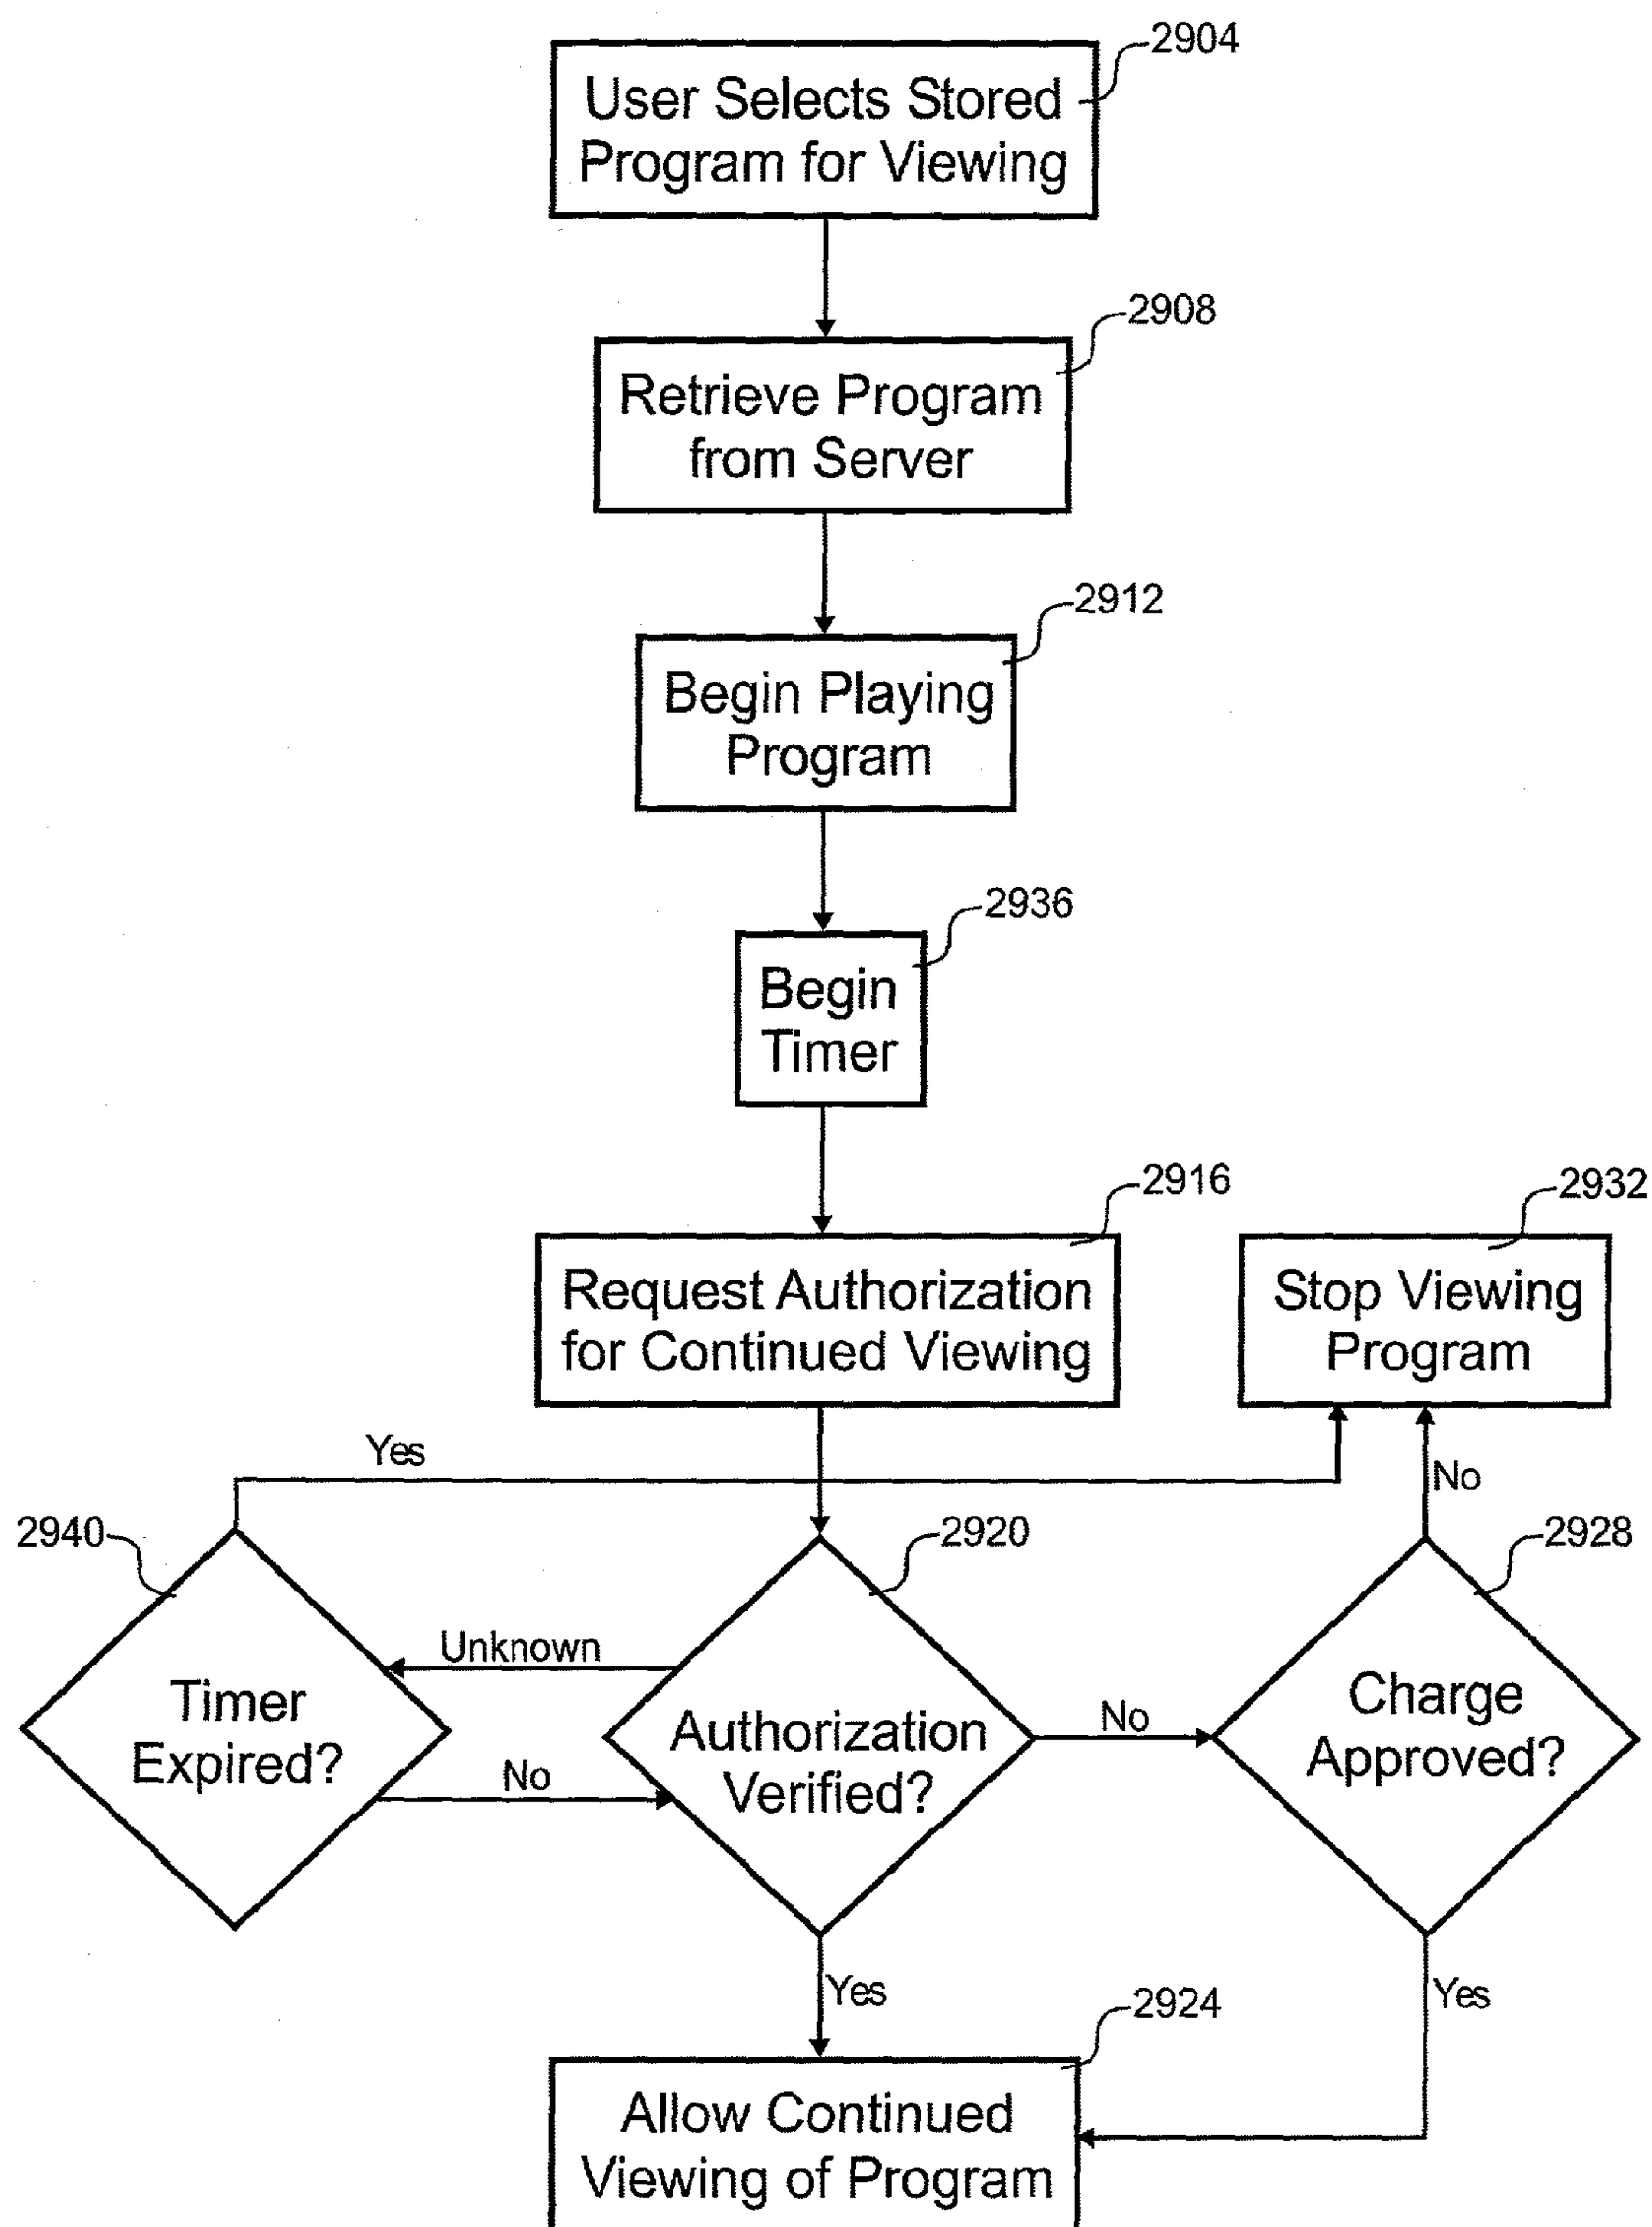 2904
User Selects Stored
Program for Viewing
2908
Retrieve Program
from Server
2912
Begin Playing
Program
2936
Begin
Timer
2916
Request Authorization
for Continued Viewing
2932
Stop Viewing
Program
Yes
No
2940
2920
2928
Unknown
Timer
Expired?
No
Authorization
Verified?
No
Charge
Approved?
Yes
Yes
2924
Allow Continued
Viewing of Program